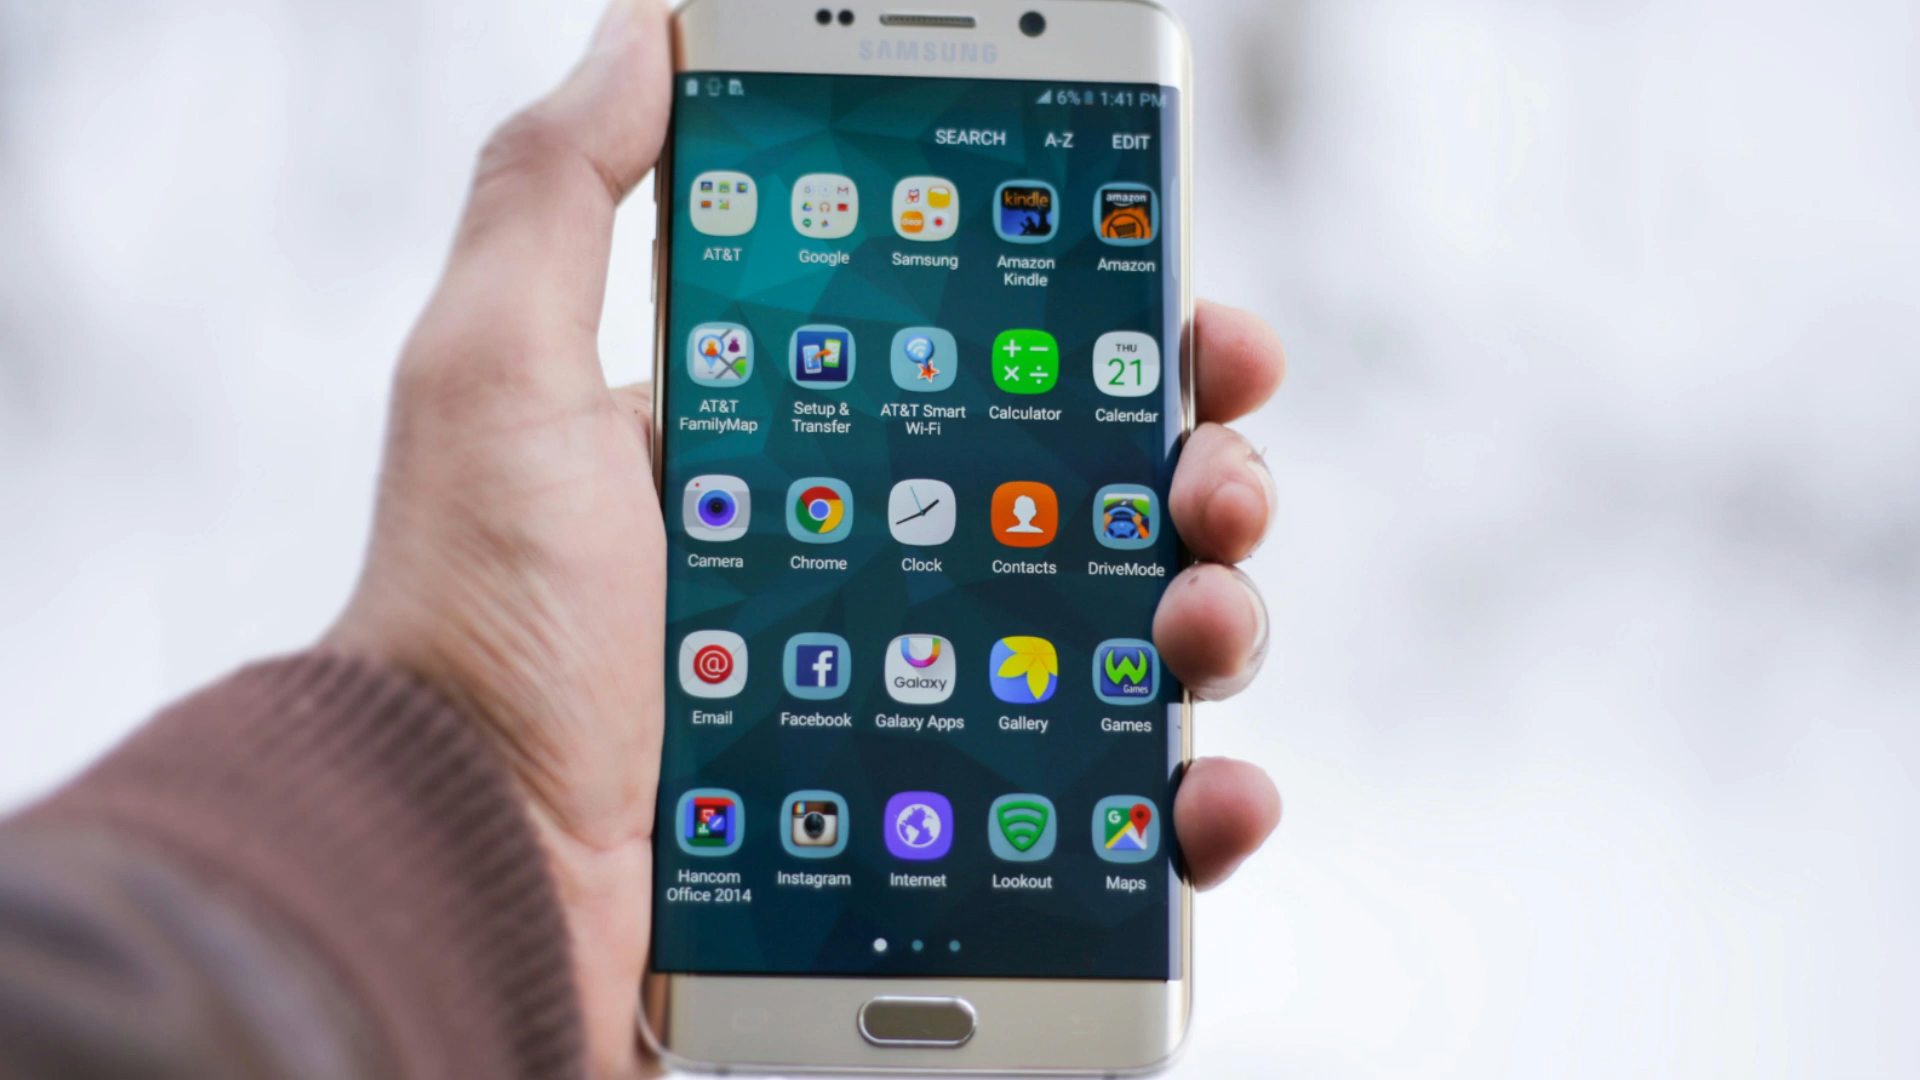 SAMSUNG
6% 1:41 PM
SEARCH A-Z EDIT
kindle amazon
AT&T Google Samsung Amazon Kindle Amazon
THU
21
AT&T FamilyMap Setup & Transfer AT&T Smart Wi-Fi Calculator Calendar
Camera Chrome Clock Contacts DriveMode
Galaxy Games
Email Facebook Galaxy Apps Gallery Games
Hancom Office 2014 Instagram Internet Lookout Maps